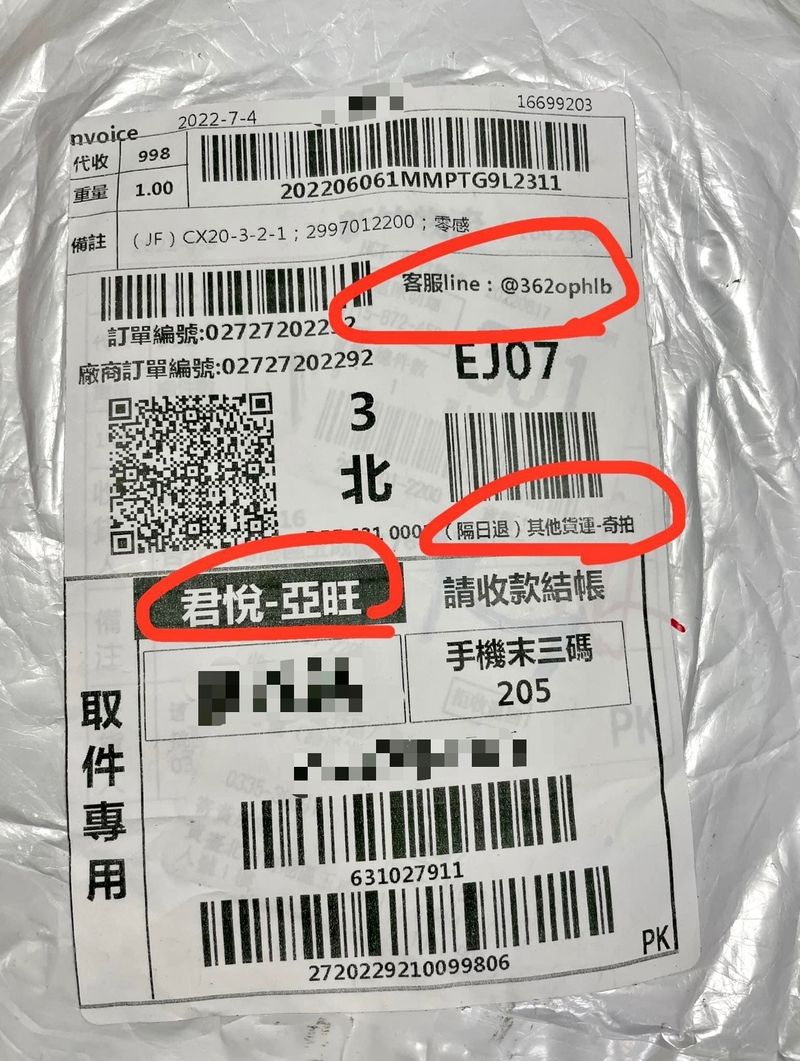 nvoice 2022-7-4 16699203
代收 998
重量 1.00
202206061MMPTG9L2311
備註 （JF）CX20-3-2-1；2997012200；零感
客服line：@362ophlb
訂單編號:02727202292
廠商訂單編號:02727202292
EJ07
3
北
（隔日退）其他貨運-奇拍
君悅-亞旺
請收款結帳
取件專用
手機末三碼
205
631027911
2720229210099806
PK